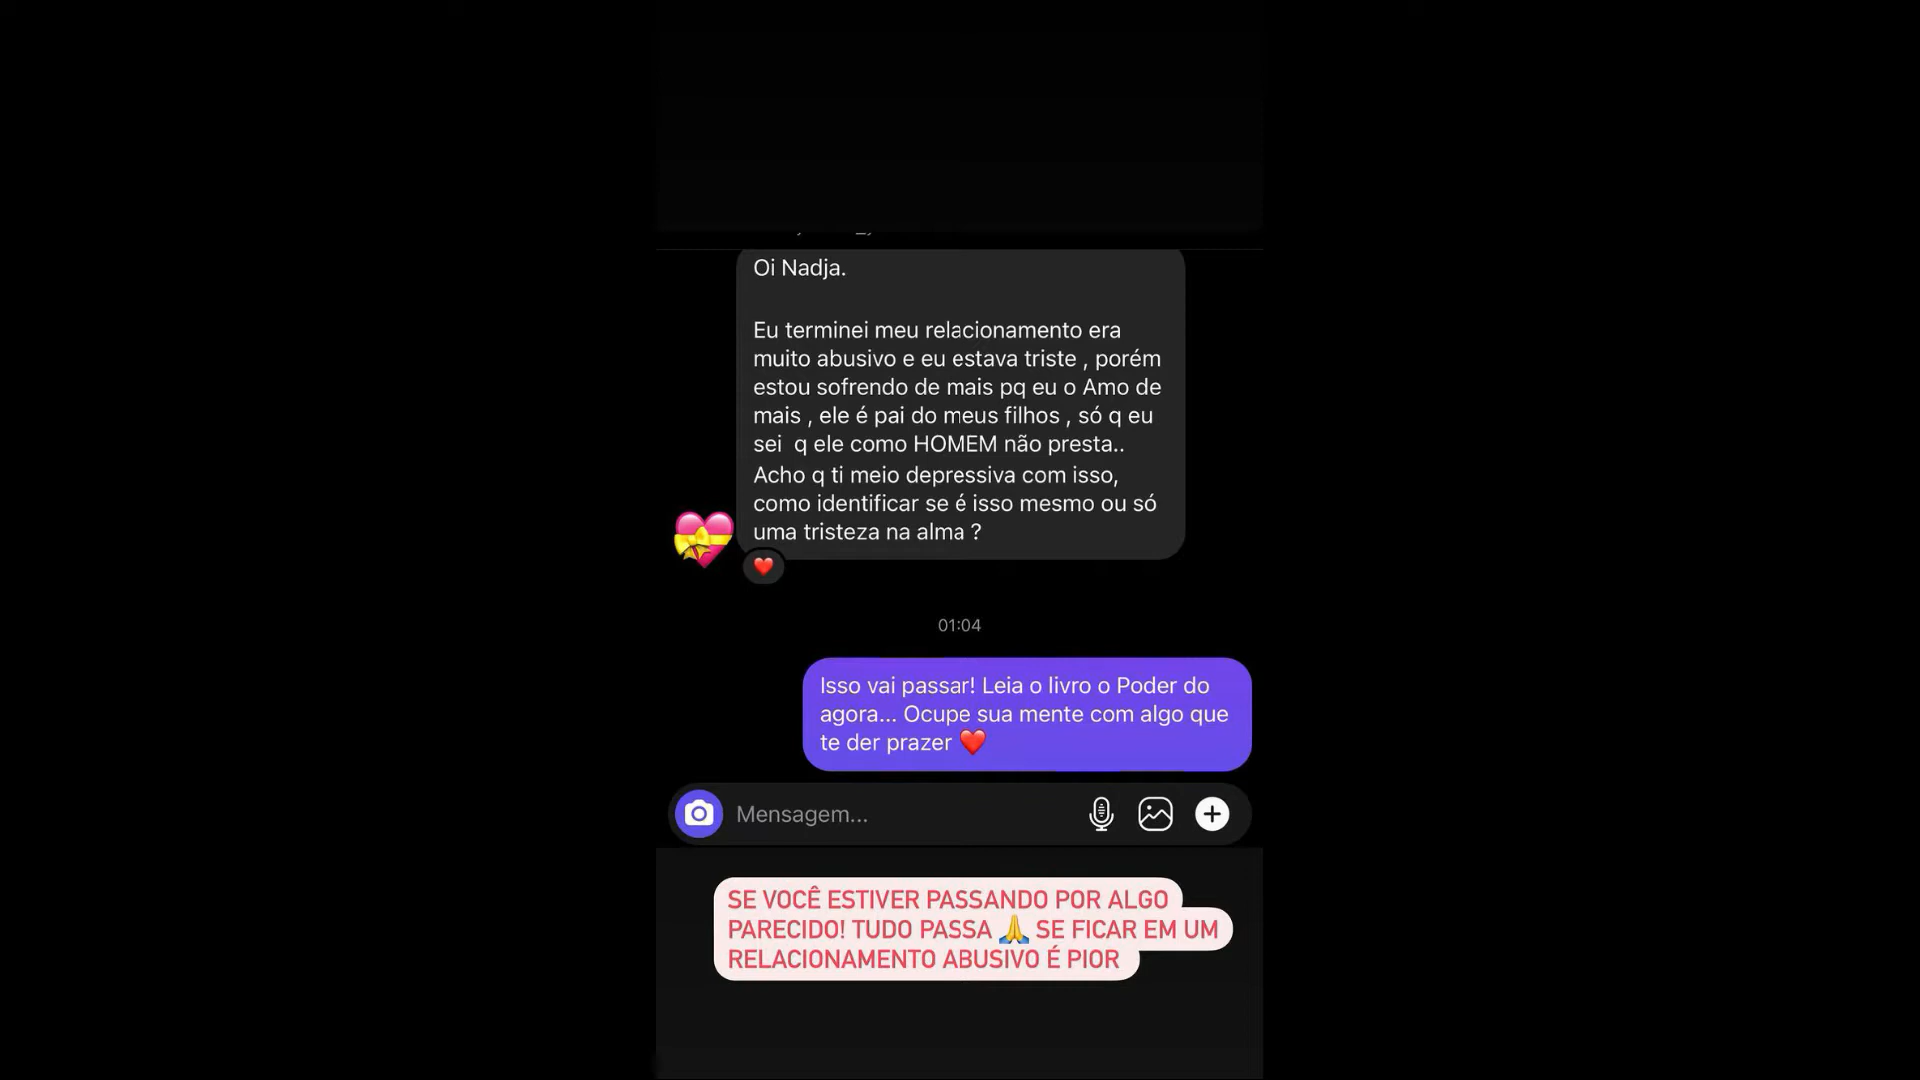 Oi Nadja.
Eu terminei meu relacionamento era
muito abusivo e eu estava triste , porém
estou sofrendo de mais pq eu o Amo de
mais , ele é pai do meus filhos , só q eu
sei  q ele como HOMEM não presta..
Acho q ti meio depressiva com isso,
como identificar se é isso mesmo ou só
uma tristeza na alma ?
01:04
Isso vai passar! Leia o livro o Poder do
agora... Ocupe sua mente com algo que
te der prazer ❤️
Mensagem...
SE VOCÊ ESTIVER PASSANDO POR ALGO
PARECIDO! TUDO PASSA 🙏 SE FICAR EM UM
RELACIONAMENTO ABUSIVO É PIOR